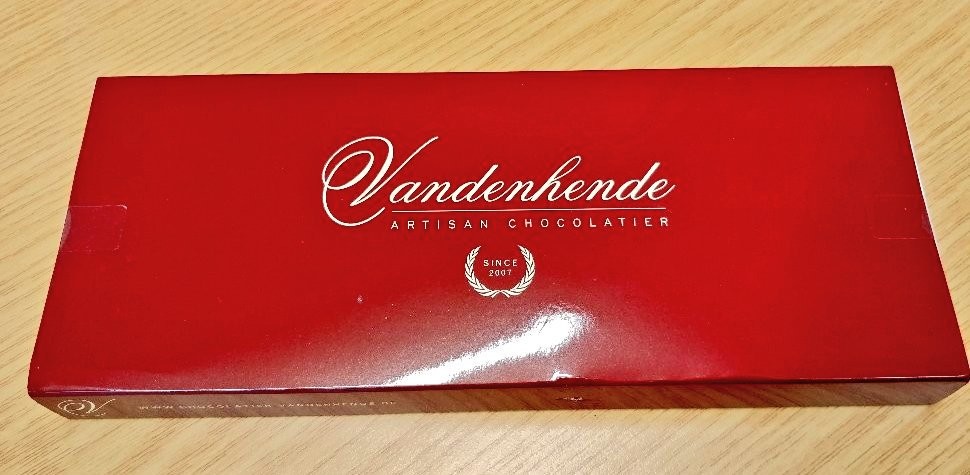 Vandenhende
ARTISAN CHOCOLATIER
SINCE
2007